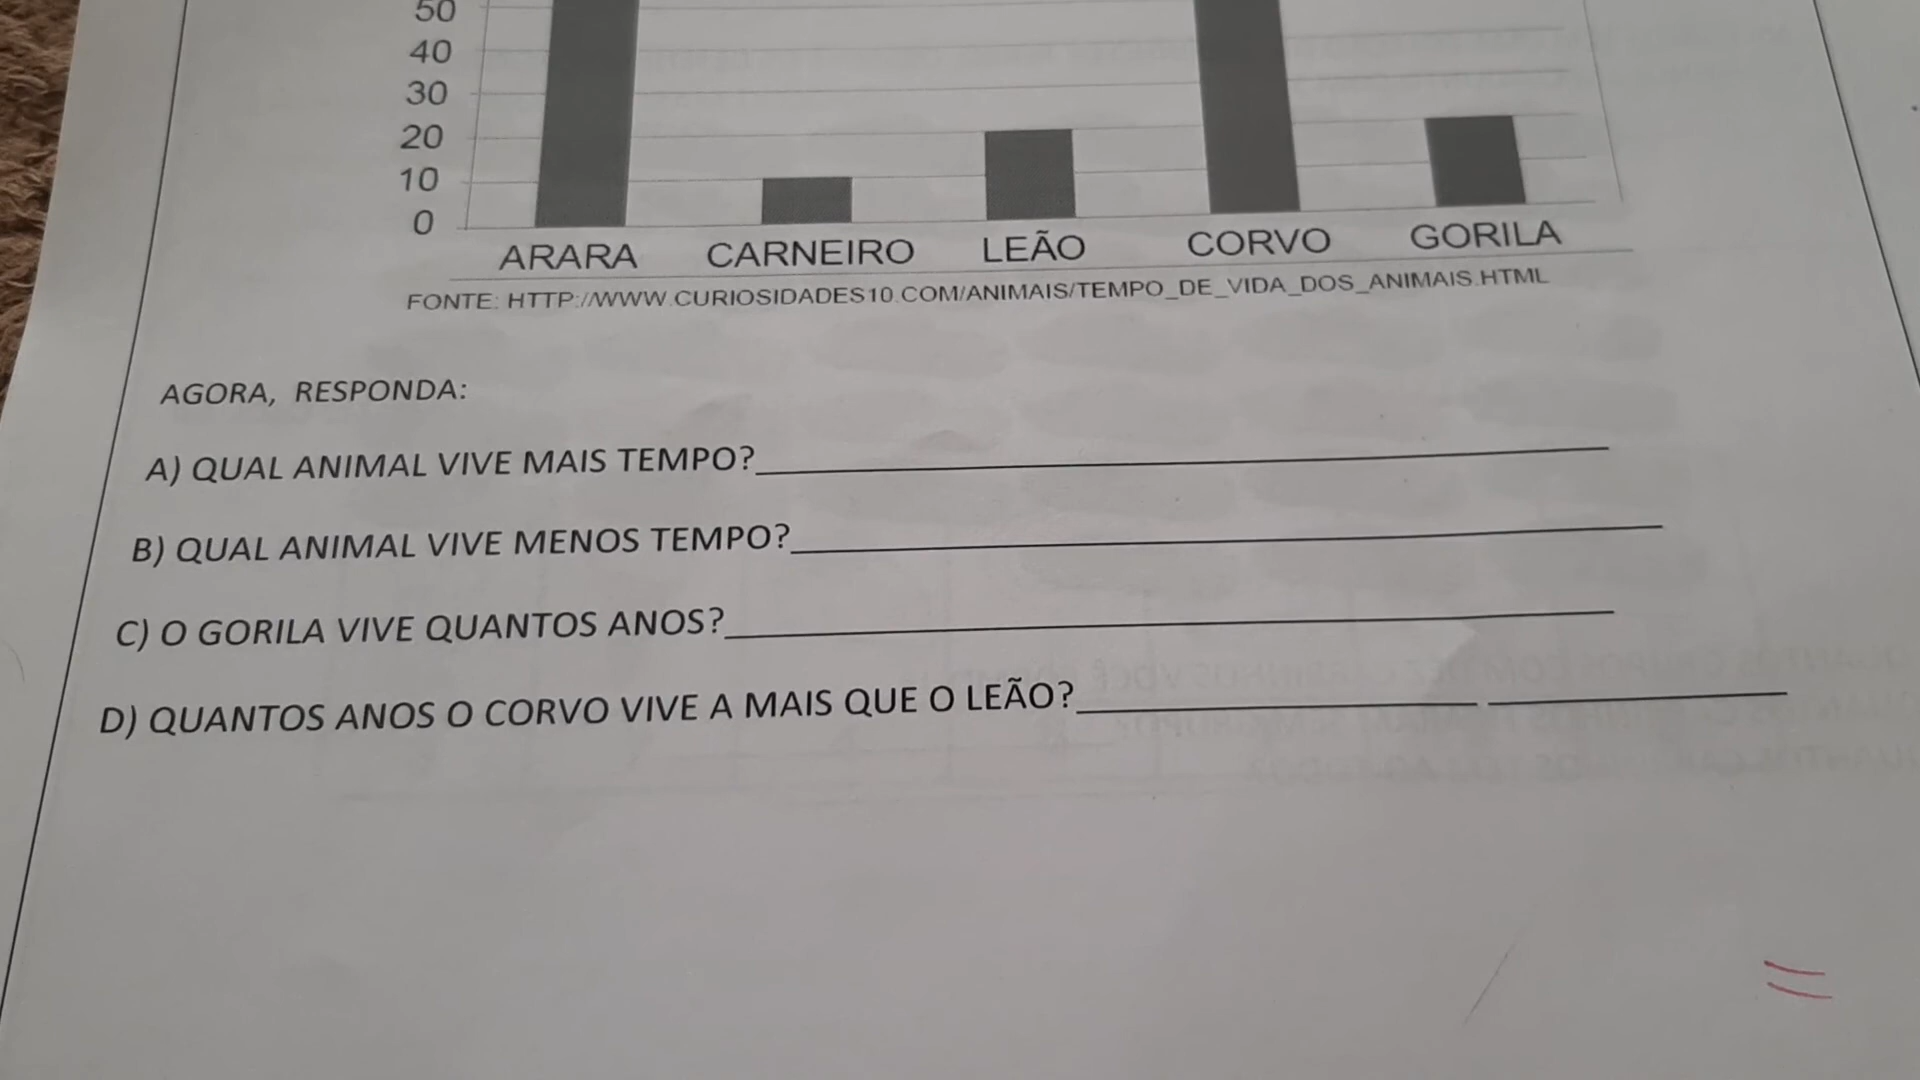 50
40
30
20
10
0
ARARA CARNEIRO LEÃO CORVO GORILA
FONTE: HTTP://WWW.CURIOSIDADES10.COM/ANIMAIS/TEMPO_DE_VIDA_DOS_ANIMAIS.HTML
AGORA, RESPONDA:
A) QUAL ANIMAL VIVE MAIS TEMPO?
B) QUAL ANIMAL VIVE MENOS TEMPO?
C) O GORILA VIVE QUANTOS ANOS?
D) QUANTOS ANOS O CORVO VIVE A MAIS QUE O LEÃO?